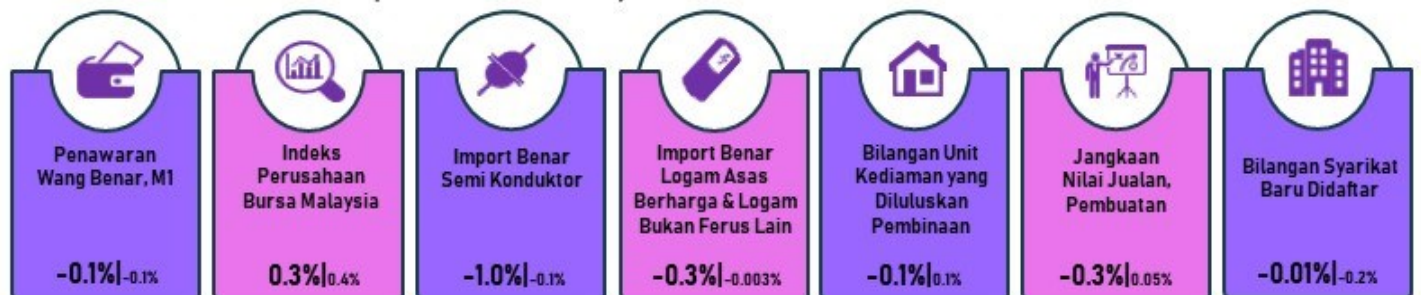 Penawaran
Wang Benar, M1
-0.1%|-0.1%
Indeks
Perusahaan
Bursa Malaysia
0.3%|0.4%
Import Benar
Semi Konduktor
-1.0%|-0.1%
Import Benar
Logam Asas
Berharga & Logam
Bukan Ferus Lain
-0.3%|-0.003%
Bilangan Unit
Kediaman yang
Diluluskan
Pembinaan
-0.1%|0.1%
Jangkaan
Nilai Jualan,
Pembuatan
-0.3%|0.05%
Bilangan Syarikat
Baru Didaftar
-0.01%|-0.2%